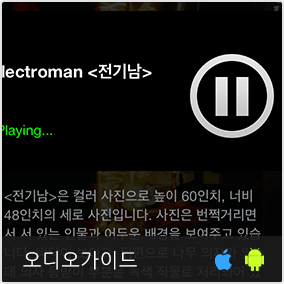 lectroman <전기남>
Playing...
<전기남>은 컬러 사진으로 높이 60인치, 너비
48인치의 세로 사진입니다. 사진은 번쩍거리면
서 서 있는 인물과 어두운 배경을 보여주고 있습
오디오가이드